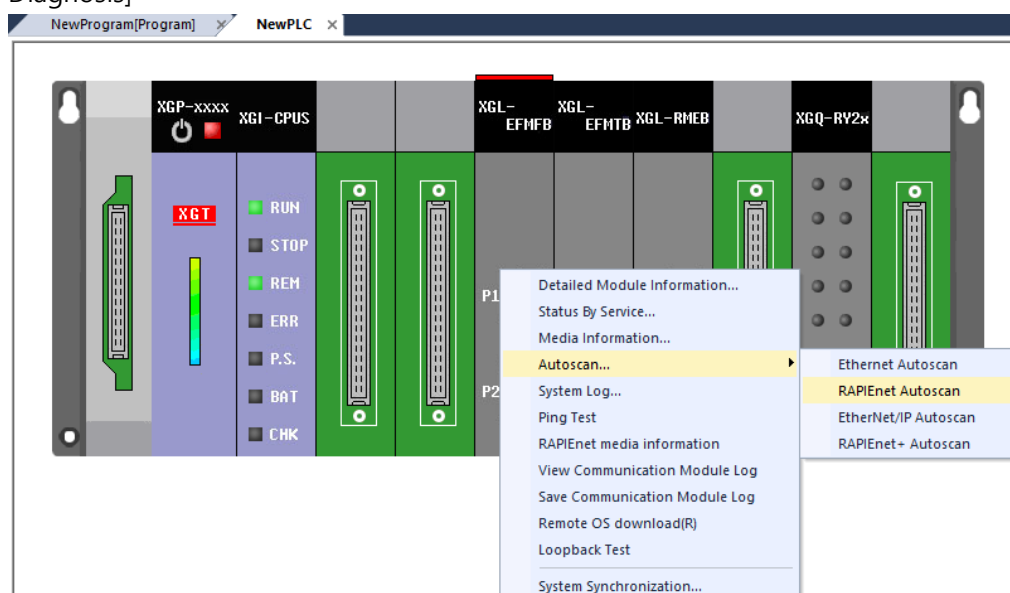 Diagnosis]
NewProgram[Program] × NewPLC ×
XGP-xxxx
XGI-CPUS
XGL-
EFMFB
XGL-
EFMTB
XGL-RMEB
XGQ-RY2x
XGT
RUN
STOP
REM
ERR
P.S.
BAT
CHK
P1
P2
Detailed Module Information...
Status By Service...
Media Information...
Autoscan...
System Log...
Ping Test
RAPIEnet media information
View Communication Module Log
Save Communication Module Log
Remote OS download(R)
Loopback Test
System Synchronization...
Ethernet Autoscan
RAPIEnet Autoscan
EtherNet/IP Autoscan
RAPIEnet+ Autoscan